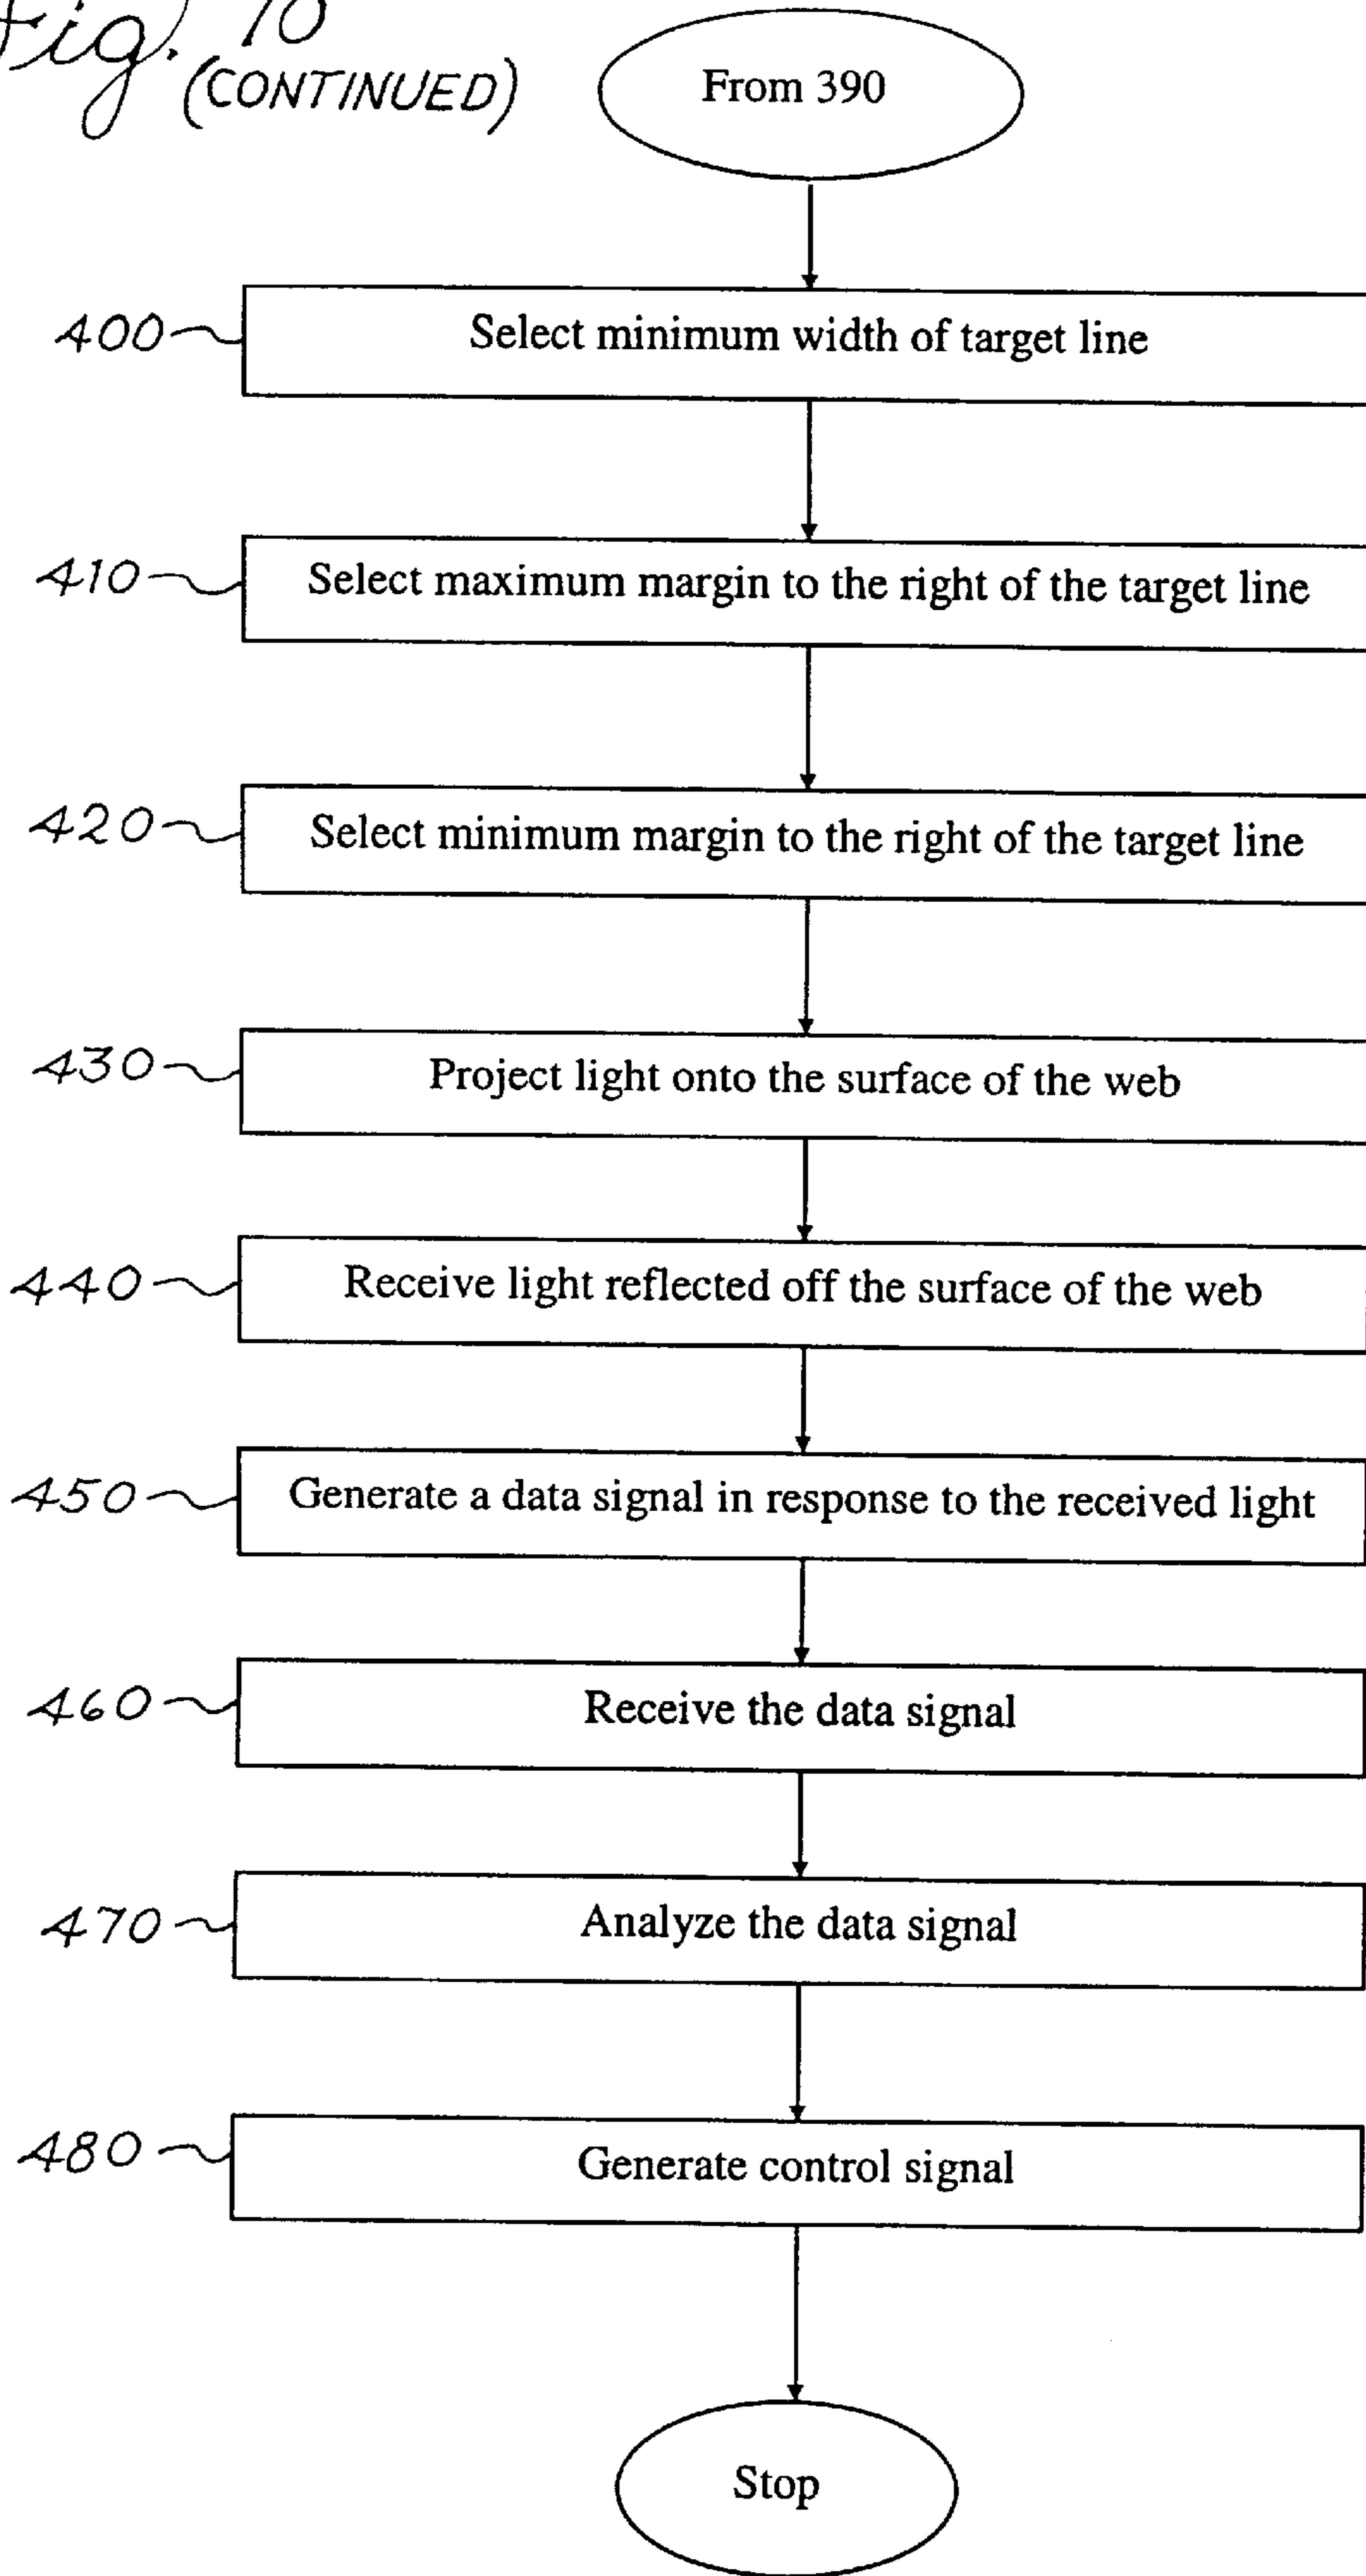 Fig. 10
(CONTINUED)
From 390
400 Select minimum width of target line
410 Select maximum margin to the right of the target line
420 Select minimum margin to the right of the target line
430 Project light onto the surface of the web
440 Receive light reflected off the surface of the web
450 Generate a data signal in response to the received light
460 Receive the data signal
470 Analyze the data signal
480 Generate control signal
Stop